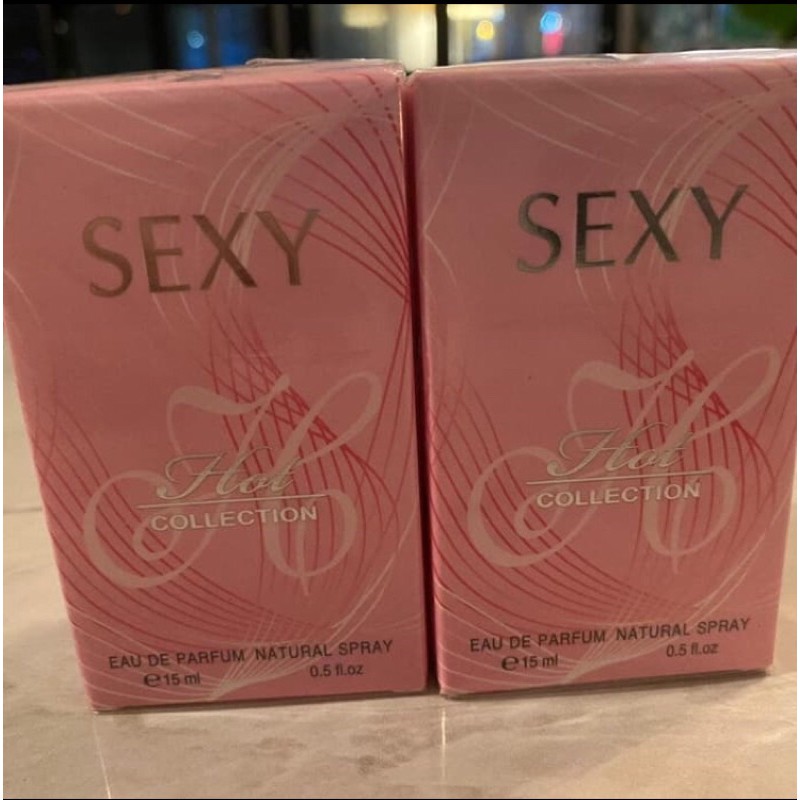 SEXY
Hot
COLLECTION
EAU DE PARFUM NATURAL SPRAY
℮15 ml 0.5 fl.oz
SEXY
Hot
COLLECTION
EAU DE PARFUM NATURAL SPRAY
℮15 ml 0.5 fl.oz